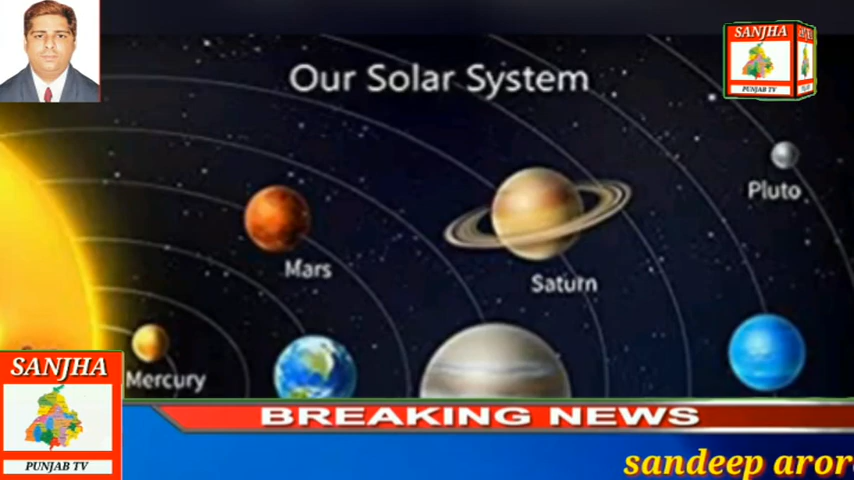 Our Solar System
SANJHA
PUNJAB TV
Pluto
Mars
Saturn
Mercury
SANJHA
PUNJAB TV
BREAKING NEWS
sandeep aror